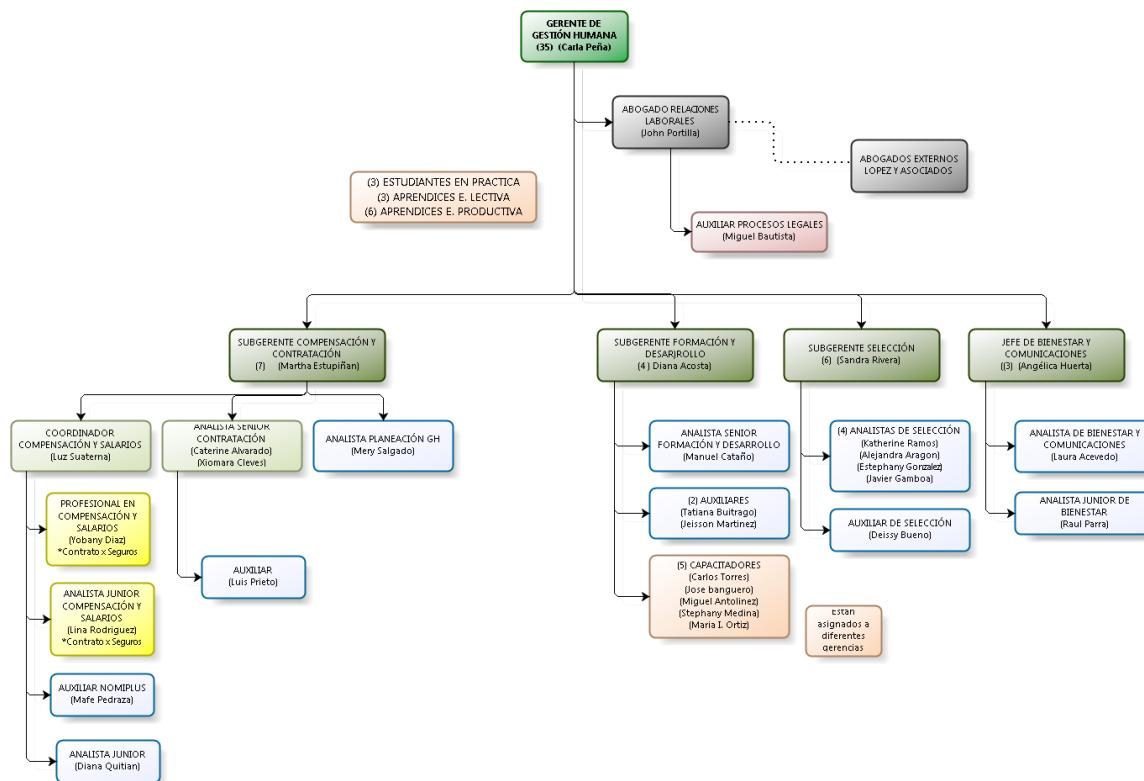 GERENTE DE
GESTIÓN HUMANA
(35) (Carla Peña)
ABOGADO RELACIONES
LABORALES
(John Portilla)
ABOGADOS EXTERNOS
LOPEZ Y ASOCIADOS
(3) ESTUDIANTES EN PRACTICA
(3) APRENDICES E. LECTIVA
(6) APRENDICES E. PRODUCTIVA
AUXILIAR PROCESOS LEGALES
(Miguel Bautista)
SUBGERENTE COMPENSACIÓN Y
CONTRATACIÓN
(7) (Martha Estupiñan)
SUBGERENTE FORMACIÓN Y
DESARJROLLO
(4 ) Diana Acosta)
SUBGERENTE SELECCIÓN
(6) (Sandra Rivera)
JEFE DE BIENESTAR Y
COMUNICACIONES
((3) (Angélica Huerta)
COORDINADOR
COMPENSACIÓN Y SALARIOS
(Luz Suaterna)
ANALISTA SENIOR
CONTRATACIÓN
(Caterine Alvarado)
(Xiomara Cleves)
ANALISTA PLANEACIÓN GH
(Mery Salgado)
ANALISTA SENIOR
FORMACIÓN Y DESARROLLO
(Manuel Cataño)
(4) ANALISTAS DE SELECCIÓN
(Katherine Ramos)
(Alejandra Aragon)
(Estephany Gonzalez)
(Javier Gamboa)
ANALISTA DE BIENESTAR Y
COMUNICACIONES
(Laura Acevedo)
PROFESIONAL EN
COMPENSACIÓN Y
SALARIOS
(Yobany Diaz)
*Contrato x Seguros
(2) AUXILIARES
(Tatiana Buitrago)
(Jeisson Martinez)
AUXILIAR DE SELECCIÓN
(Deissy Bueno)
ANALISTA JUNIOR DE
BIENESTAR
(Raul Parra)
AUXILIAR
(Luis Prieto)
ANALISTA JUNIOR
COMPENSACIÓN Y
SALARIOS
(Lina Rodriguez)
*Contrato x Seguros
(5) CAPACITADORES
(Carlos Torres)
(Jose banguero)
(Miguel Antolinez)
(Stephany Medina)
(Maria I. Ortiz)
Están
asignados a
diferentes
gerencias
AUXILIAR NOMIPLUS
(Mafe Pedraza)
ANALISTA JUNIOR
(Diana Quitian)